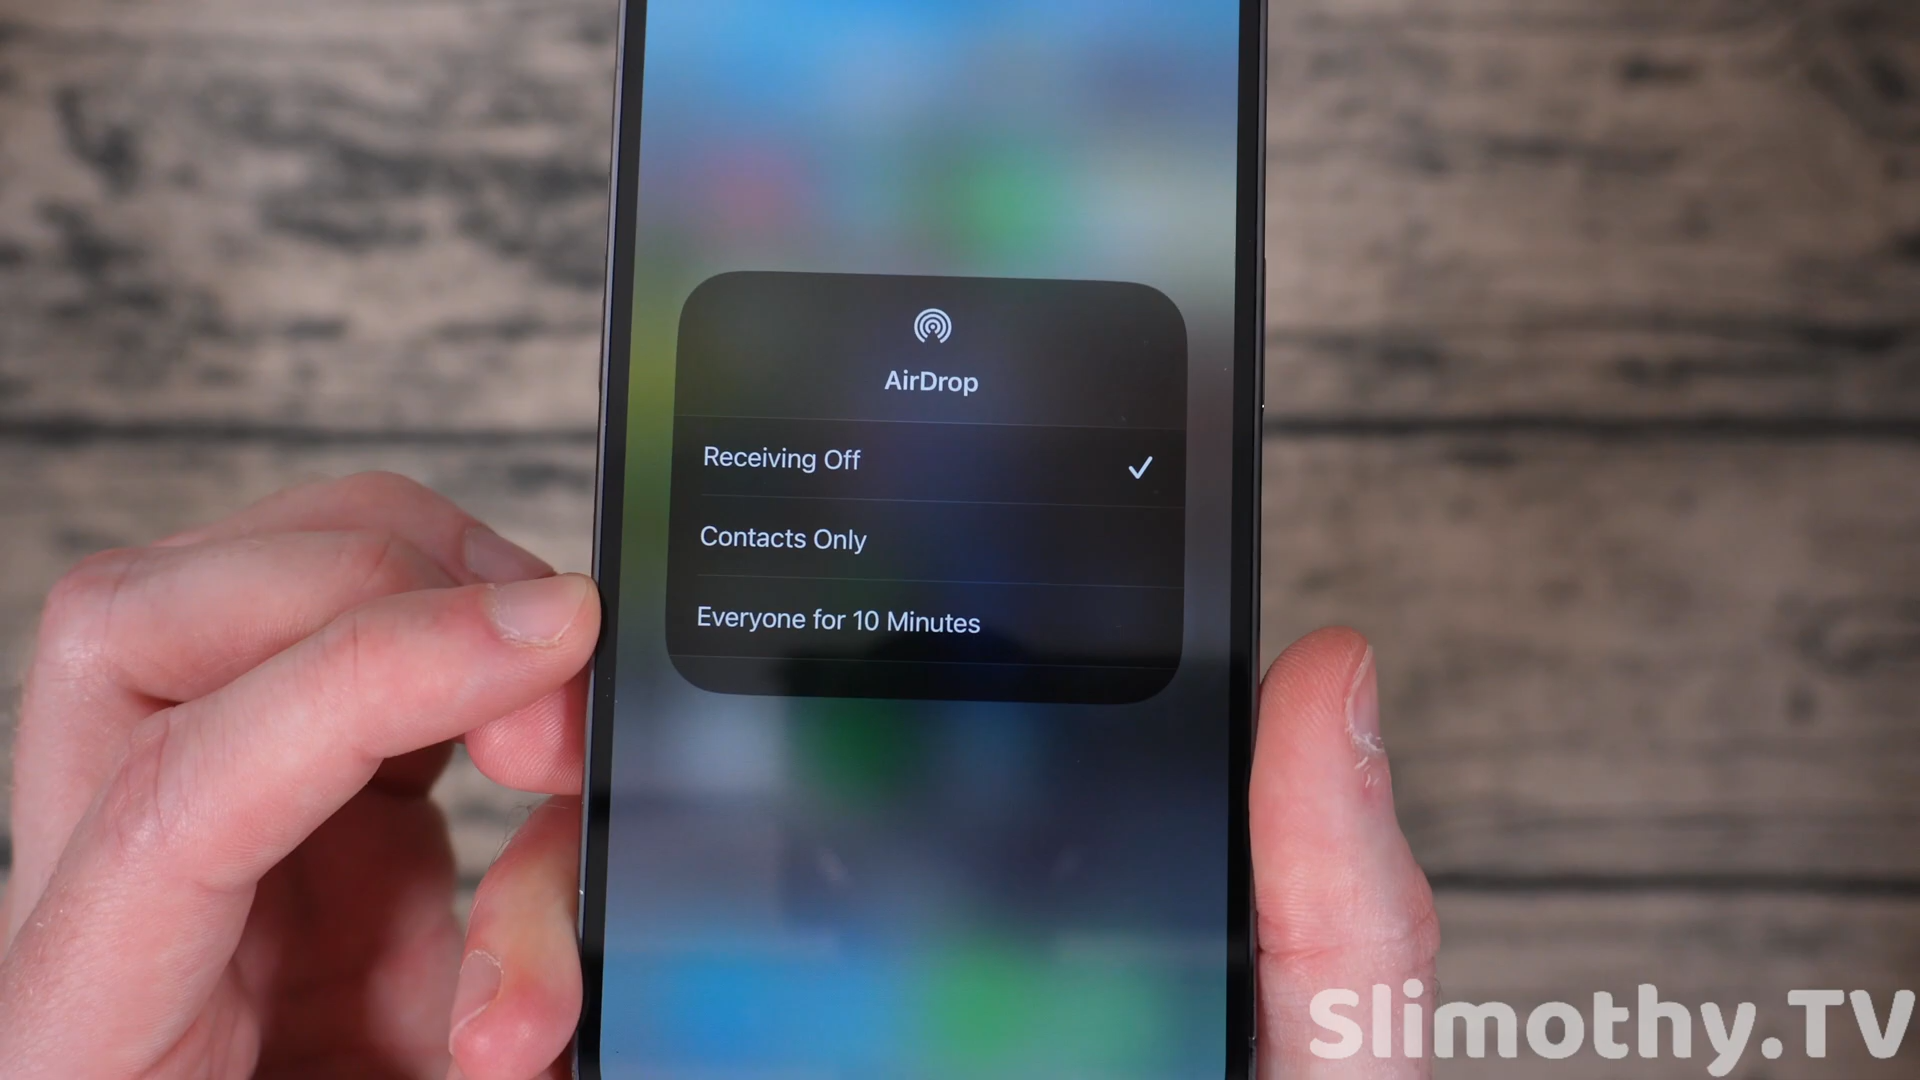 AirDrop
Receiving Off
Contacts Only
Everyone for 10 Minutes
Slimothy.TV